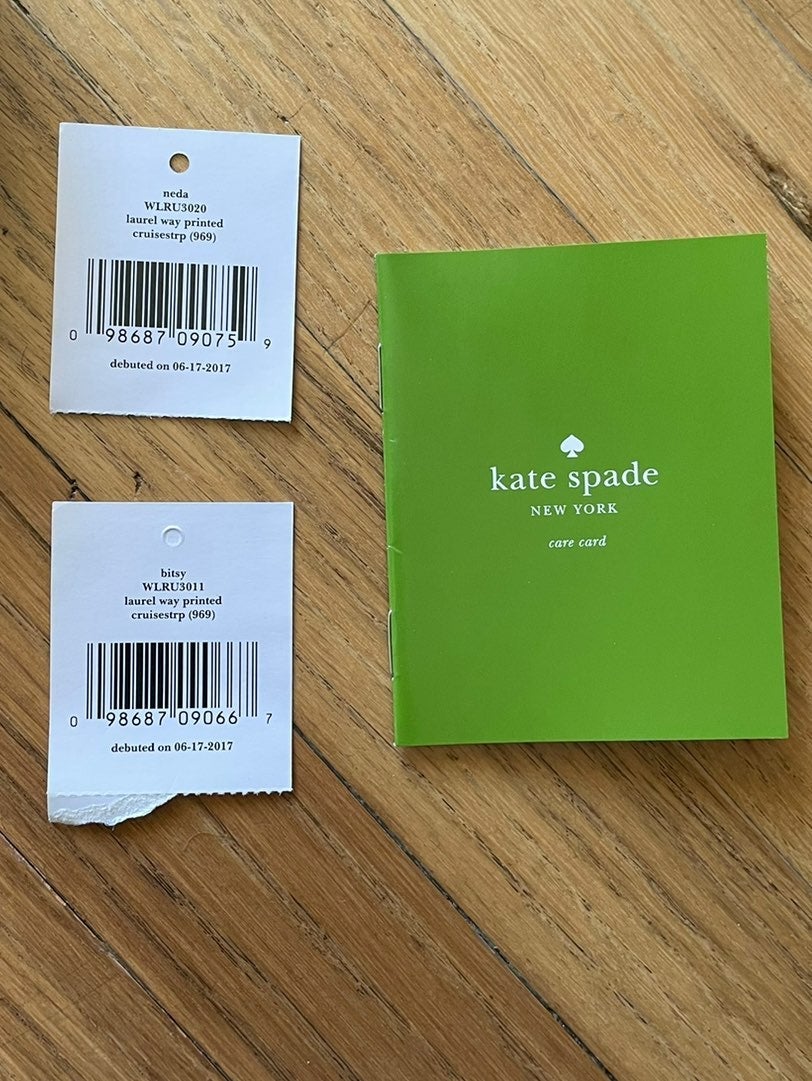 neda
WLRU3020
laurel way printed
cruisestrp (969)
0 98687 09075 9
debuted on 06-17-2017
bitsy
WLRU3011
laurel way printed
cruisestrp (969)
0 98687 09066 7
debuted on 06-17-2017
kate spade
NEW YORK
care card